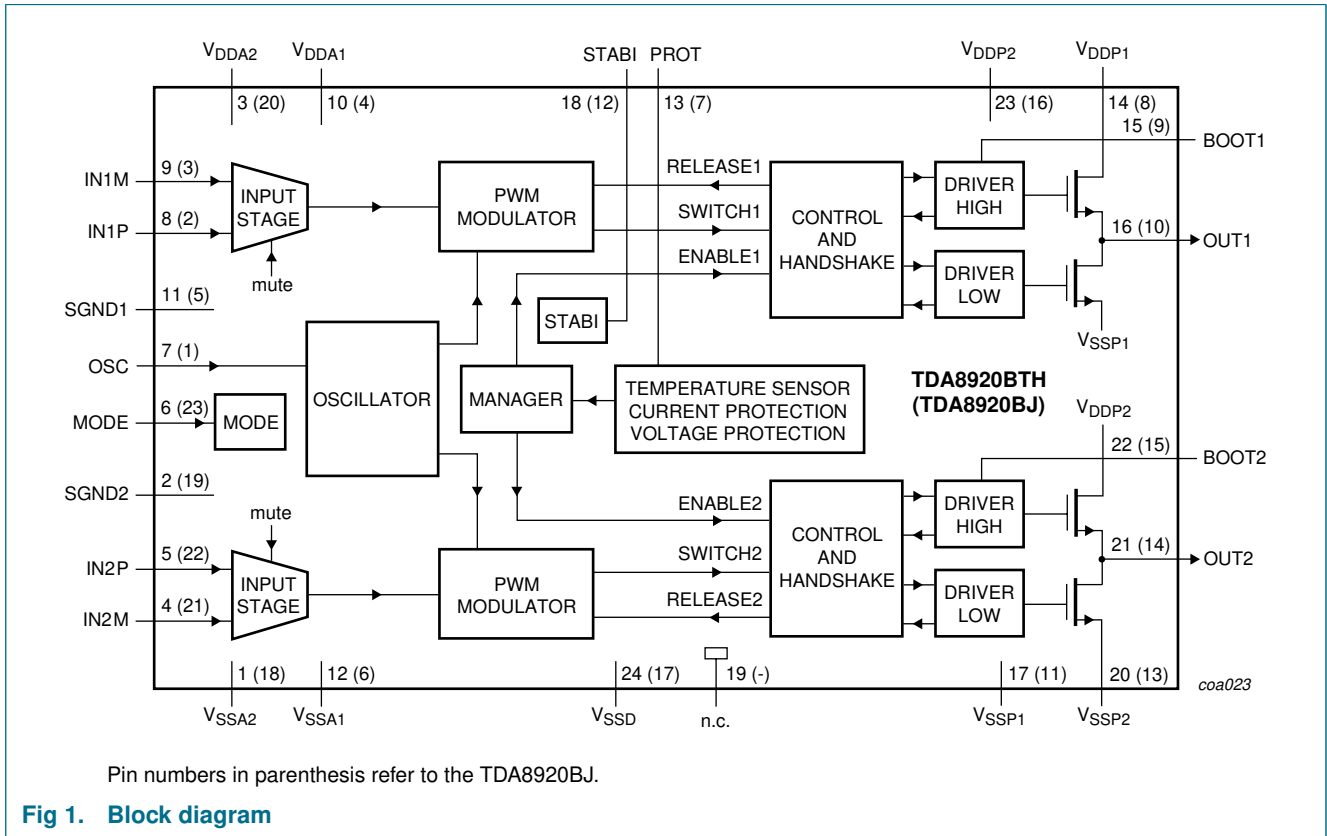 VDDA2 VDDA1 STABI PROT VDDP2 VDDP1
3 (20) 10 (4) 18 (12) 13 (7) 23 (16) 14 (8)
15 (9) BOOT1
IN1M 9 (3)
IN1P 8 (2)
INPUT
STAGE
mute
PWM
MODULATOR
RELEASE1
SWITCH1
ENABLE1
CONTROL
AND
HANDSHAKE
DRIVER
HIGH
DRIVER
LOW
16 (10) OUT1
VSSP1
SGND1 11 (5)
OSC 7 (1)
MODE 6 (23)
MODE
SGND2 2 (19)
OSCILLATOR
STABI
MANAGER
TEMPERATURE SENSOR
CURRENT PROTECTION
VOLTAGE PROTECTION
TDA8920BTH
(TDA8920BJ)
VDDP2
22 (15) BOOT2
mute
IN2P 5 (22)
IN2M 4 (21)
INPUT
STAGE
PWM
MODULATOR
ENABLE2
SWITCH2
RELEASE2
CONTROL
AND
HANDSHAKE
DRIVER
HIGH
DRIVER
LOW
21 (14) OUT2
1 (18) 12 (6) 24 (17) 19 (-) 17 (11) 20 (13)
VSSA2 VSSA1 VSSD n.c. VSSP1 VSSP2
coa023
Pin numbers in parenthesis refer to the TDA8920BJ.
Fig 1. Block diagram